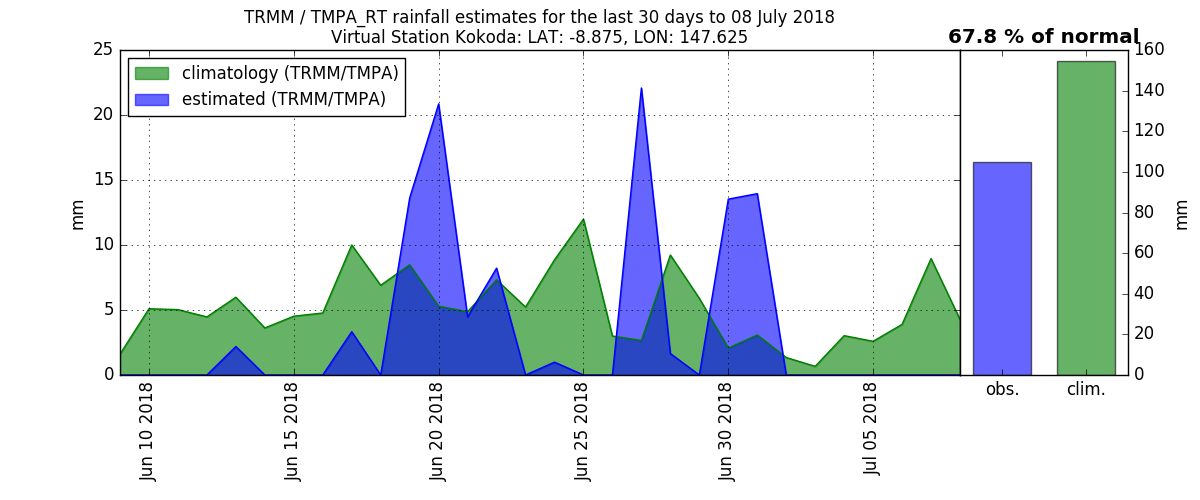 TRMM / TMPA_RT rainfall estimates for the last 30 days to 08 July 2018
Virtual Station Kokoda: LAT: -8.875, LON: 147.625
67.8 % of normal
climatology (TRMM/TMPA)
estimated (TRMM/TMPA)
25
20
15
10
5
0
mm
160
140
120
100
80
60
40
20
0
mm
Jun 10 2018
Jun 15 2018
Jun 20 2018
Jun 25 2018
Jun 30 2018
Jul 05 2018
obs.
clim.